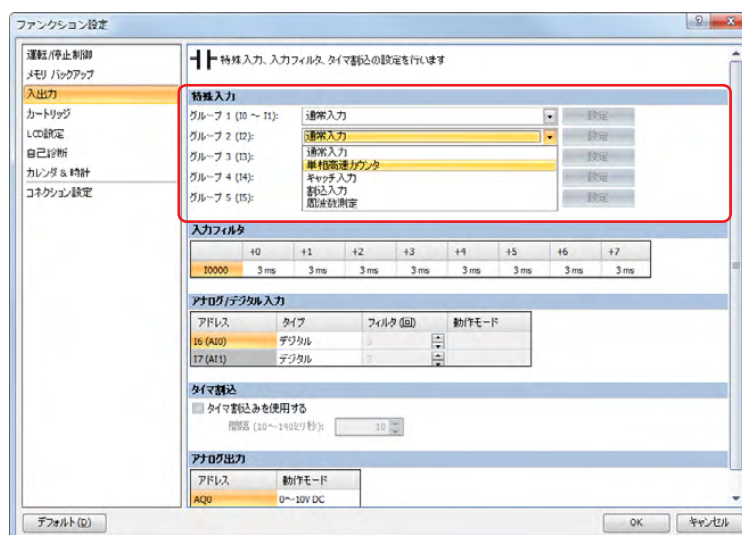 ファンクション設定
運転/停止制御
メモリ バックアップ
入出力
カートリッジ
LCD設定
自己診断
カレンダ & 時計
コネクション設定
特殊入力、入力フィルタ、タイマ割込の設定を行います
特殊入力
グループ 1 (I0 ～ I1): 通常入力 設定
グループ 2 (I2): 通常入力 設定
通常入力
グループ 3 (I3): 単相高速カウンタ 設定
グループ 4 (I4): キャッチ入力 設定
割込入力
グループ 5 (I5): 周波数測定 設定
入力フィルタ
+0 +1 +2 +3 +4 +5 +6 +7
I0000 3 ms 3 ms 3 ms 3 ms 3 ms 3 ms 3 ms 3 ms
アナログ/デジタル入力
アドレス タイプ フィルタ (回) 動作モード
I6 (AI0) デジタル
I7 (AI1) デジタル
タイマ割込
タイマ割込みを使用する
間隔 (10～140ミリ秒): 10
アナログ出力
アドレス 動作モード
AQ0 0～10V DC
デフォルト(D) OK キャンセル